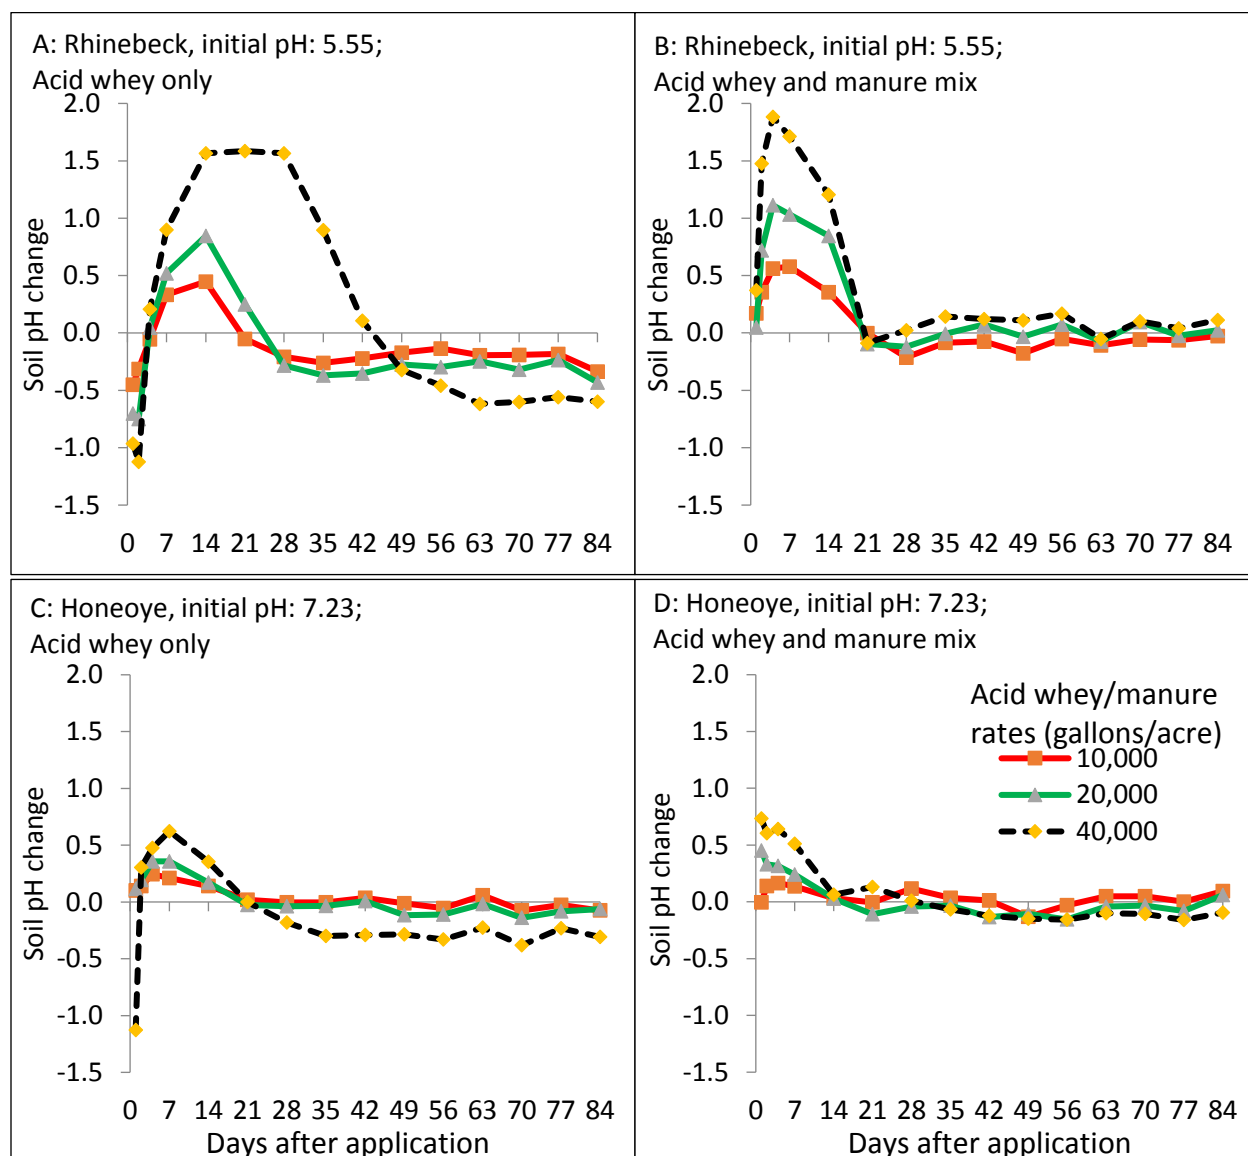 A: Rhinebeck, initial pH: 5.55;
Acid whey only
2.0
1.5
1.0
0.5
0.0
-0.5
-1.0
-1.5
Soil pH change
0 7 14 21 28 35 42 49 56 63 70 77 84
B: Rhinebeck, initial pH: 5.55;
Acid whey and manure mix
2.0
1.5
1.0
0.5
0.0
-0.5
-1.0
-1.5
Soil pH change
0 7 14 21 28 35 42 49 56 63 70 77 84
C: Honeoye, initial pH: 7.23;
Acid whey only
2.0
1.5
1.0
0.5
0.0
-0.5
-1.0
-1.5
Soil pH change
0 7 14 21 28 35 42 49 56 63 70 77 84
Days after application
D: Honeoye, initial pH: 7.23;
Acid whey and manure mix
2.0
1.5
1.0
0.5
0.0
-0.5
-1.0
-1.5
Soil pH change
Acid whey/manure
rates (gallons/acre)
10,000
20,000
40,000
0 7 14 21 28 35 42 49 56 63 70 77 84
Days after application